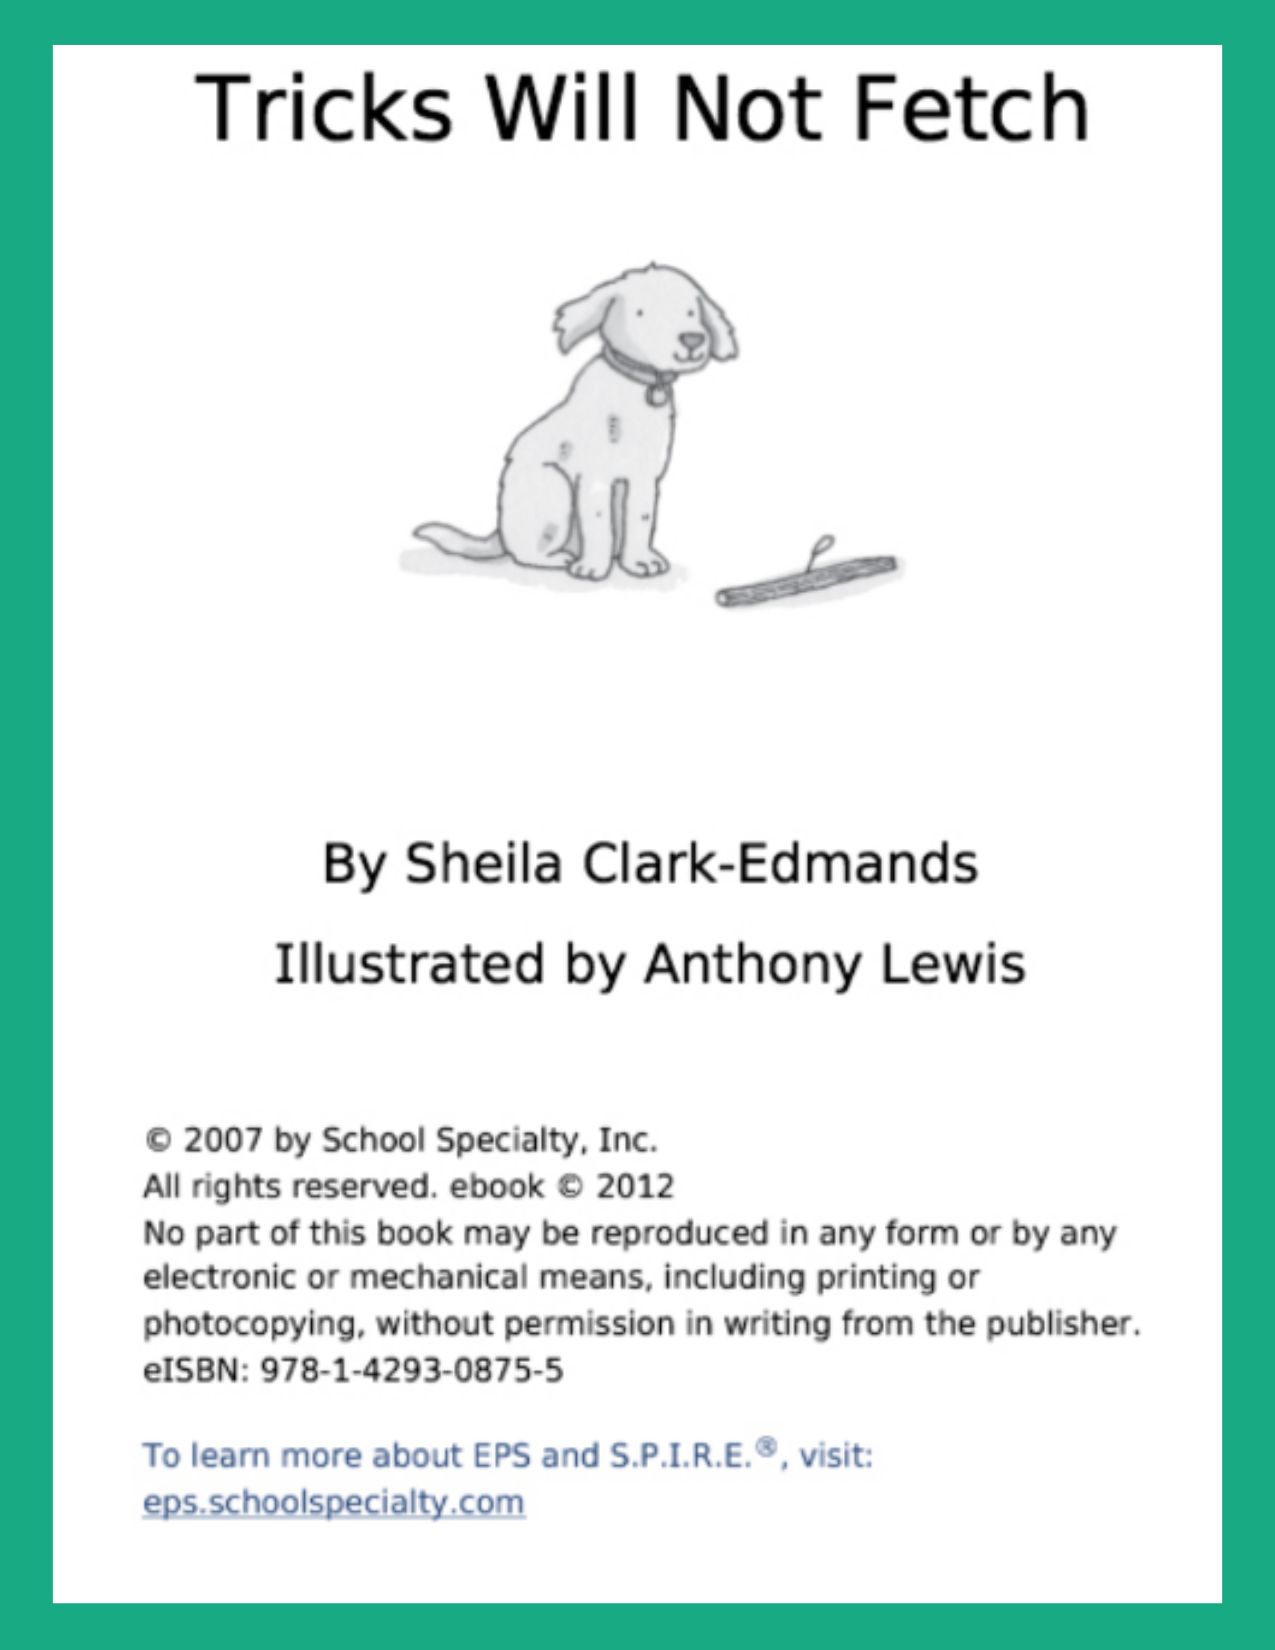 Tricks Will Not Fetch
By Sheila Clark-Edmands
Illustrated by Anthony Lewis
© 2007 by School Specialty, Inc.
All rights reserved. ebook © 2012
No part of this book may be reproduced in any form or by any
electronic or mechanical means, including printing or
photocopying, without permission in writing from the publisher.
eISBN: 978-1-4293-0875-5
To learn more about EPS and S.P.I.R.E.®, visit:
eps.schoolspecialty.com